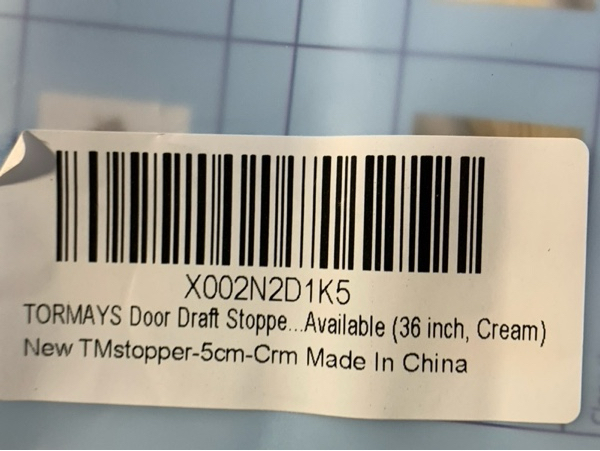 X002N2D1K5
TORMAYS Door Draft Stoppe...Available (36 inch, Cream)
New TMstopper-5cm-Crm Made In China